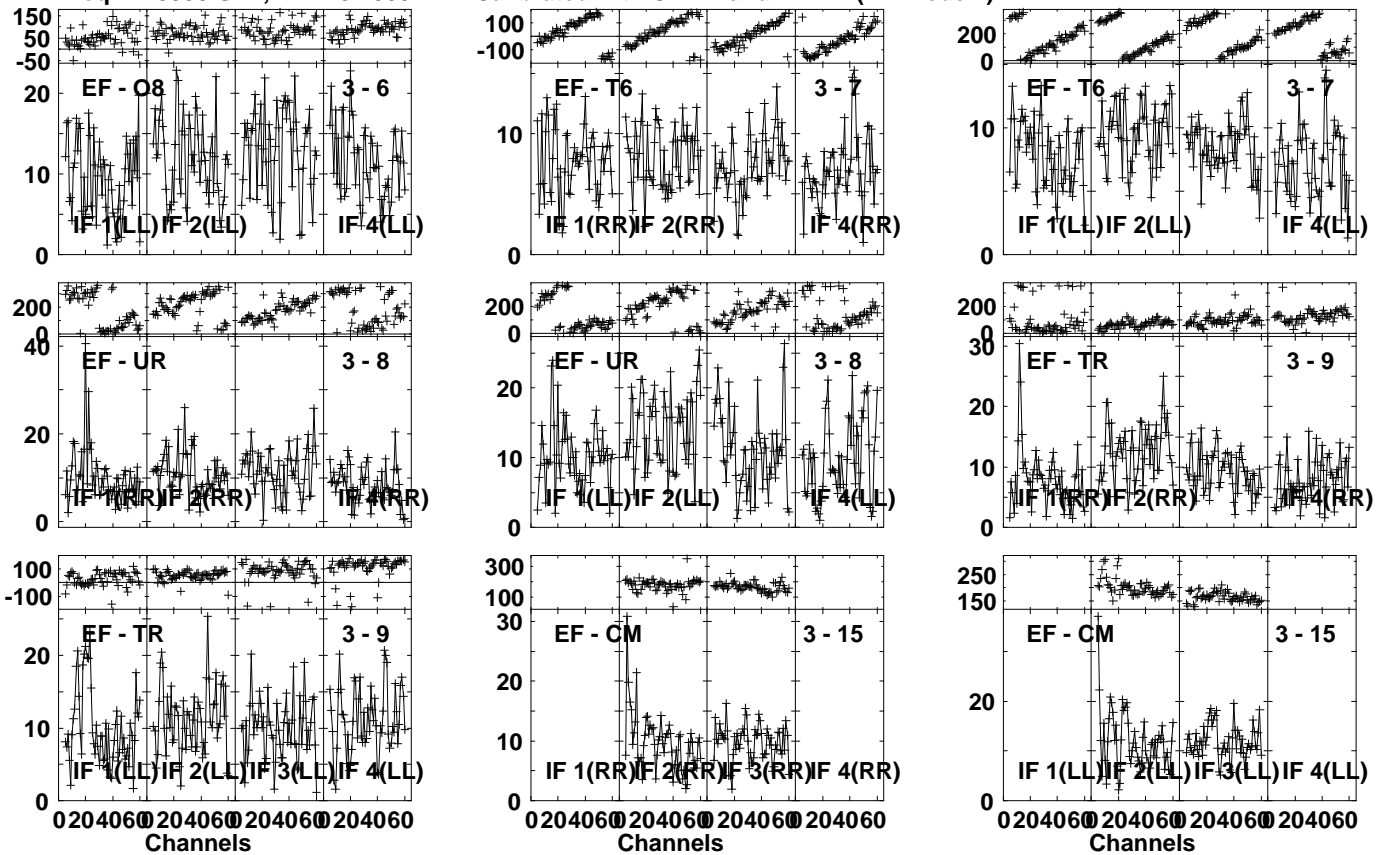 150
50
-50
EF - O8
3 - 6
20
10
0
IF 1(LL)
IF 2(LL)
IF 4(LL)
100
-100
EF - T6
3 - 7
10
0
IF 1(RR)
IF 2(RR)
IF 4(RR)
200
0
EF - T6
3 - 7
10
0
IF 1(LL)
IF 2(LL)
IF 4(LL)
200
0
EF - UR
3 - 8
40
20
0
IF 1(RR)
IF 2(RR)
IF 4(RR)
200
0
EF - UR
3 - 8
20
10
0
IF 1(LL)
IF 2(LL)
IF 4(LL)
200
0
EF - TR
3 - 9
30
20
10
0
IF 1(RR)
IF 2(RR)
IF 4(RR)
100
-100
EF - TR
3 - 9
20
10
0
IF 1(LL)
IF 2(LL)
IF 3(LL)
IF 4(LL)
300
100
EF - CM
3 - 15
30
20
10
0
IF 1(RR)
IF 2(RR)
IF 3(RR)
IF 4(RR)
250
150
EF - CM
3 - 15
20
0
IF 1(LL)
IF 2(LL)
IF 3(LL)
IF 4(LL)
0 20 40 60 0 20 40 60 0 20 40 60 0 20 40 60
0 20 40 60 0 20 40 60 0 20 40 60 0 20 40 60
0 20 40 60 0 20 40 60 0 20 40 60 0 20 40 60
Channels
Channels
Channels